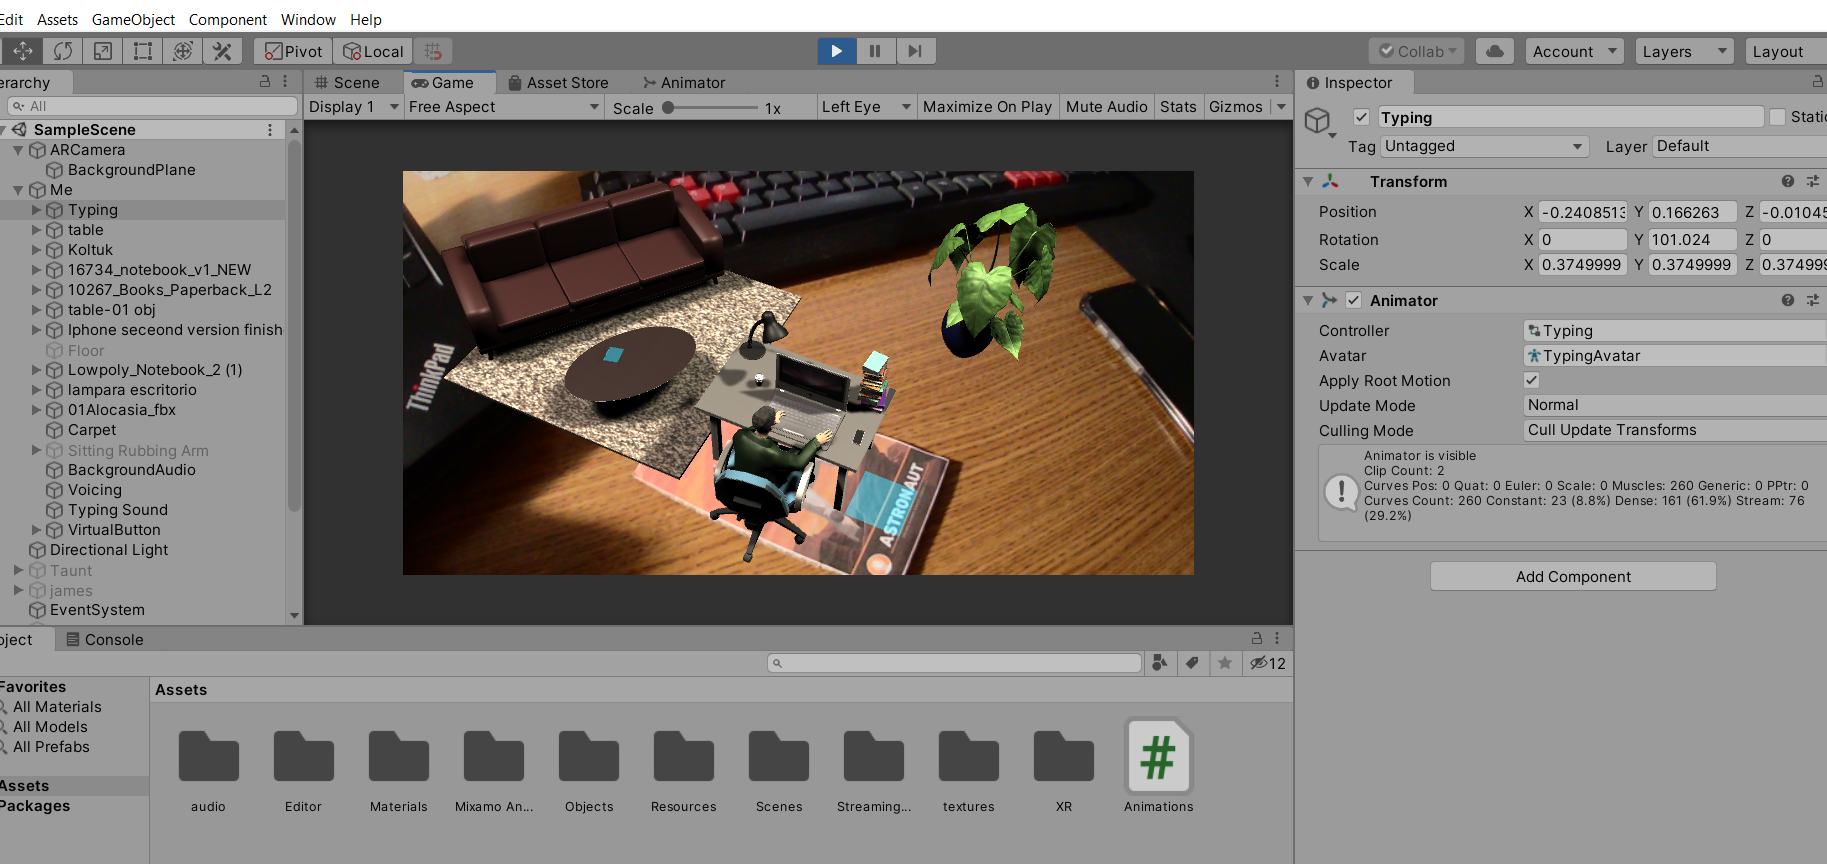 Edit Assets GameObject Component Window Help
Pivot Local Collab Account Layers Layout
erarchy
All
SampleScene
ARCamera
BackgroundPlane
Me
Typing
table
Koltuk
16734_notebook_v1_NEW
10267_Books_Paperback_L2
table-01 obj
Iphone seceond version finish
Floor
Lowpoly_Notebook_2 (1)
lampara escritorio
01Alocasia_fbx
Carpet
Sitting Rubbing Arm
BackgroundAudio
Voicing
Typing Sound
VirtualButton
Directional Light
Taunt
james
EventSystem
Scene Game Asset Store Animator
Display 1 Free Aspect Scale 1x Left Eye Maximize On Play Mute Audio Stats Gizmos
ThinkPad
ASTRONAUT
Inspector
Typing Static
Tag Untagged Layer Default
Transform
Position X -0.2408513 Y 0.166263 Z -0.01045
Rotation X 0 Y 101.024 Z 0
Scale X 0.3749999 Y 0.3749999 Z 0.374999
Animator
Controller Typing
Avatar TypingAvatar
Apply Root Motion
Update Mode Normal
Culling Mode Cull Update Transforms
Animator is visible
Clip Count: 2
Curves Pos: 0 Quat: 0 Euler: 0 Scale: 0 Muscles: 260 Generic: 0 PPtr: 0
Curves Count: 260 Constant: 23 (8.8%) Dense: 161 (61.9%) Stream: 76
(29.2%)
Add Component
oject Console
12
Favorites
All Materials
All Models
All Prefabs
Assets
Packages
Assets
audio Editor Materials Mixamo An... Objects Resources Scenes Streaming... textures XR Animations